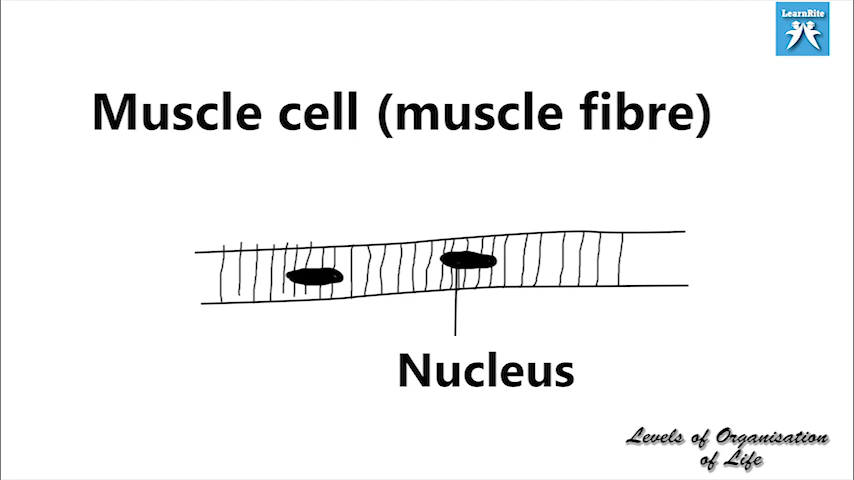 LearnRite
Muscle cell (muscle fibre)
Nucleus
Levels of Organisation
of Life